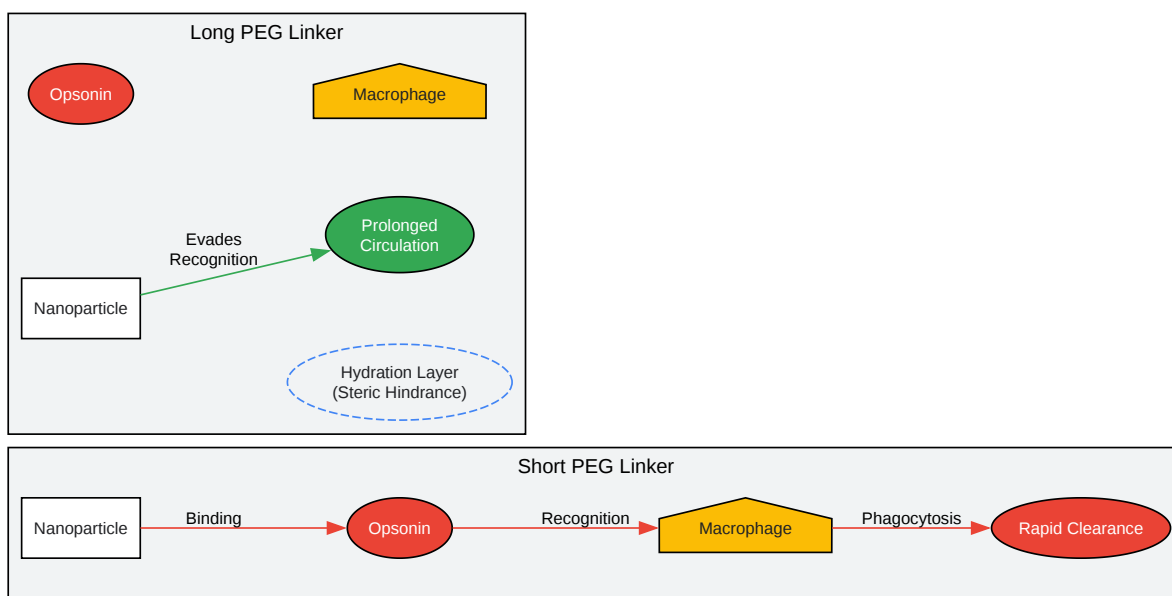 Long PEG Linker
Opsonin
Macrophage
Prolonged
Circulation
Evades
Recognition
Nanoparticle
Hydration Layer
(Steric Hindrance)
Short PEG Linker
Nanoparticle
Binding
Opsonin
Recognition
Macrophage
Phagocytosis
Rapid Clearance